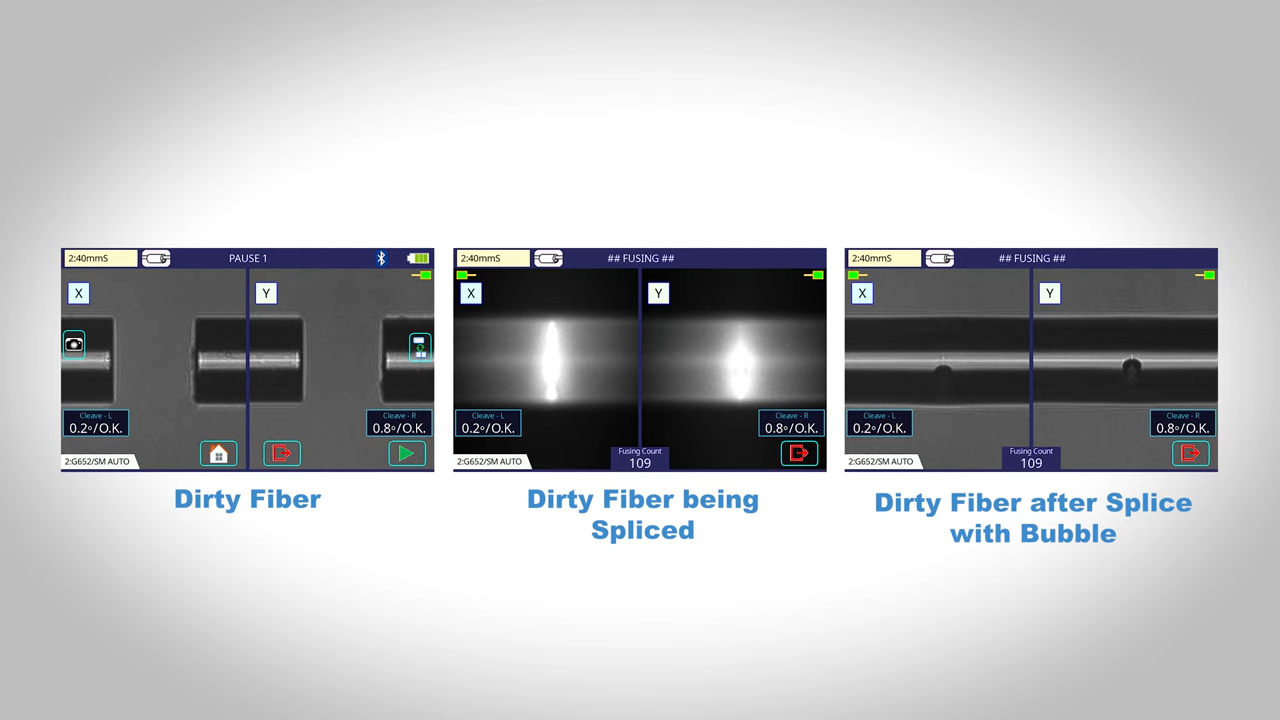 2:40mmS
PAUSE 1
X
Y
Cleave - L
0.2°/O.K.
Cleave - R
0.8°/O.K.
2:G652/SM AUTO
Dirty Fiber
2:40mmS
## FUSING ##
X
Y
Cleave - L
0.2°/O.K.
Cleave - R
0.8°/O.K.
Fusing Count
109
2:G652/SM AUTO
Dirty Fiber being
Spliced
2:40mmS
## FUSING ##
X
Y
Cleave - L
0.2°/O.K.
Cleave - R
0.8°/O.K.
Fusing Count
109
2:G652/SM AUTO
Dirty Fiber after Splice
with Bubble